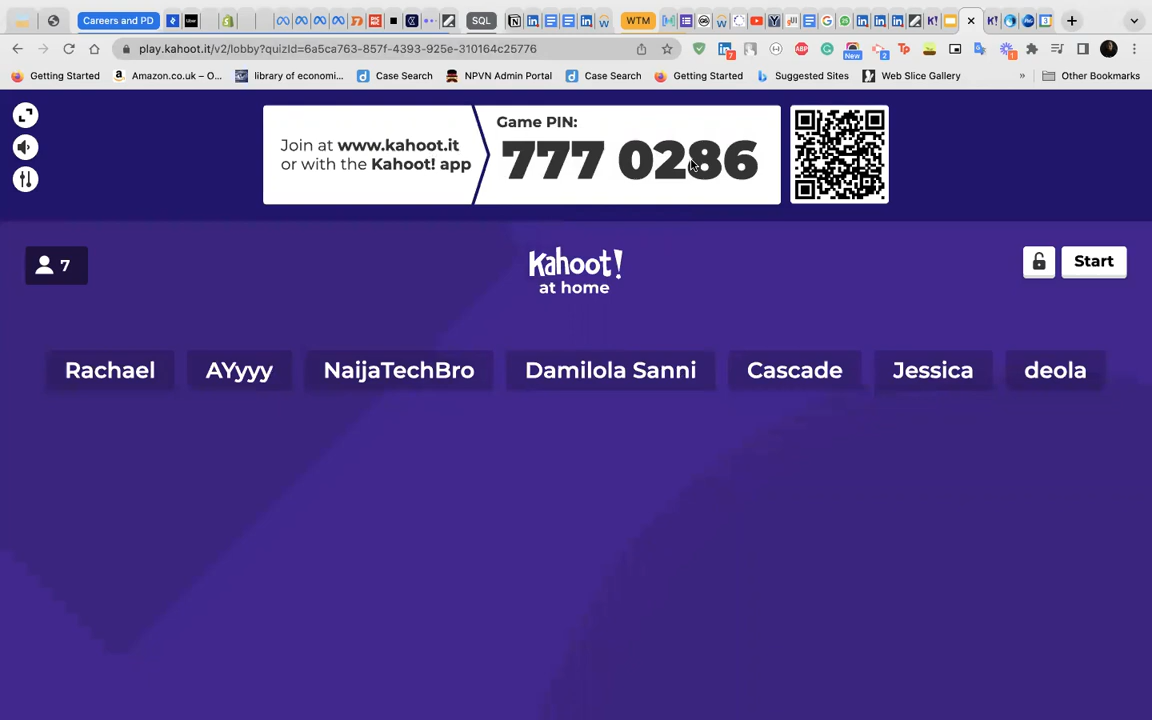 Careers and PD
SQL
WTM
play.kahoot.it/v2/lobby?quizId=6a5ca763-857f-4393-925e-310164c25776
Getting Started
Amazon.co.uk – O...
library of economi...
Case Search
NPVN Admin Portal
Case Search
Getting Started
Suggested Sites
Web Slice Gallery
»
Other Bookmarks
Join at www.kahoot.it
or with the Kahoot! app
Game PIN:
777 0286
7
Kahoot!
at home
Start
Rachael
AYyyy
NaijaTechBro
Damilola Sanni
Cascade
Jessica
deola